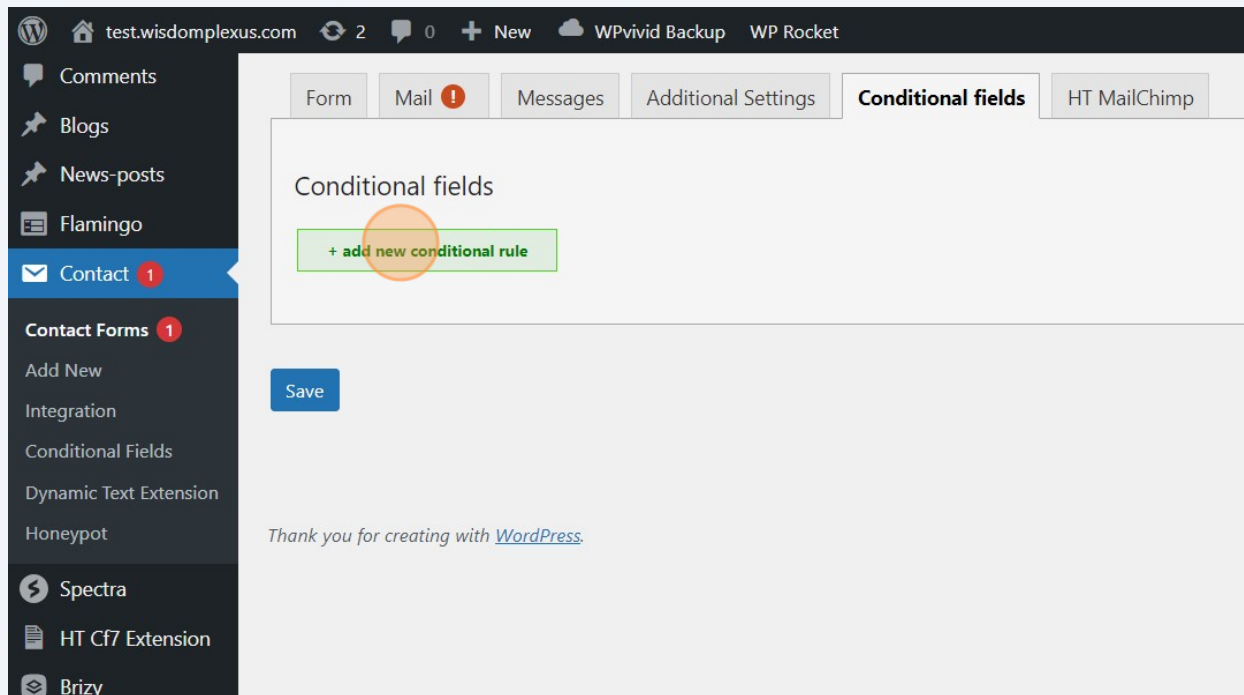 test.wisdomplexus.com 2 0 New WPvivid Backup WP Rocket
Comments
Blogs
News-posts
Flamingo
Contact 1
Contact Forms 1
Add New
Integration
Conditional Fields
Dynamic Text Extension
Honeypot
Spectra
HT Cf7 Extension
Brizy
Form Mail ! Messages Additional Settings Conditional fields HT MailChimp
Conditional fields
+ add new conditional rule
Save
Thank you for creating with WordPress.